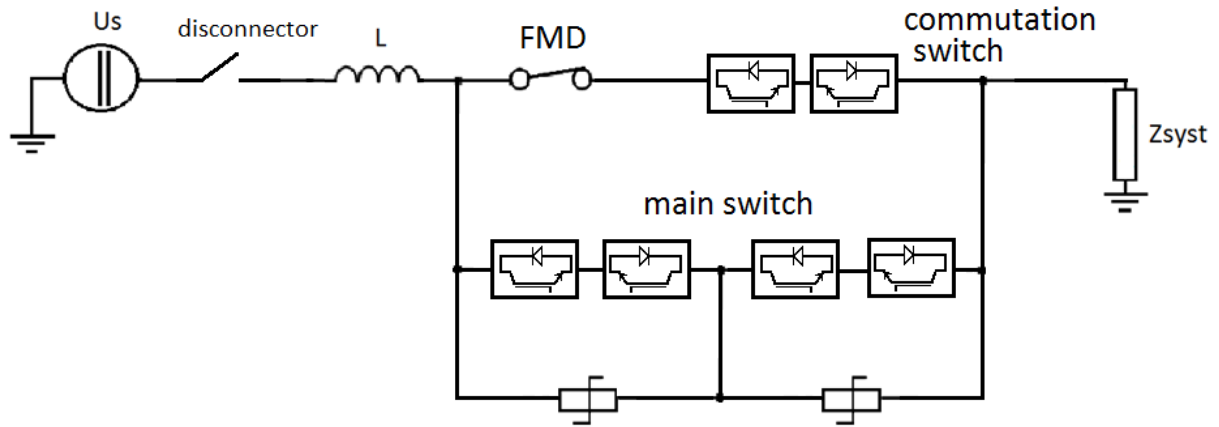 Us
disconnector
L
FMD
commutation
switch
Zsyst
main switch